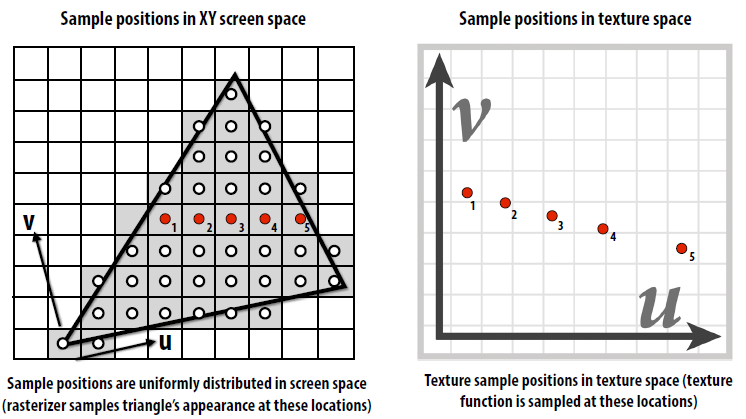 Sample positions in XY screen space
Sample positions in texture space
v
u
1
2
3
4
5
v
u
1
2
3
4
5
Sample positions are uniformly distributed in screen space
(rasterizer samples triangle's appearance at these locations)
Texture sample positions in texture space (texture
function is sampled at these locations)